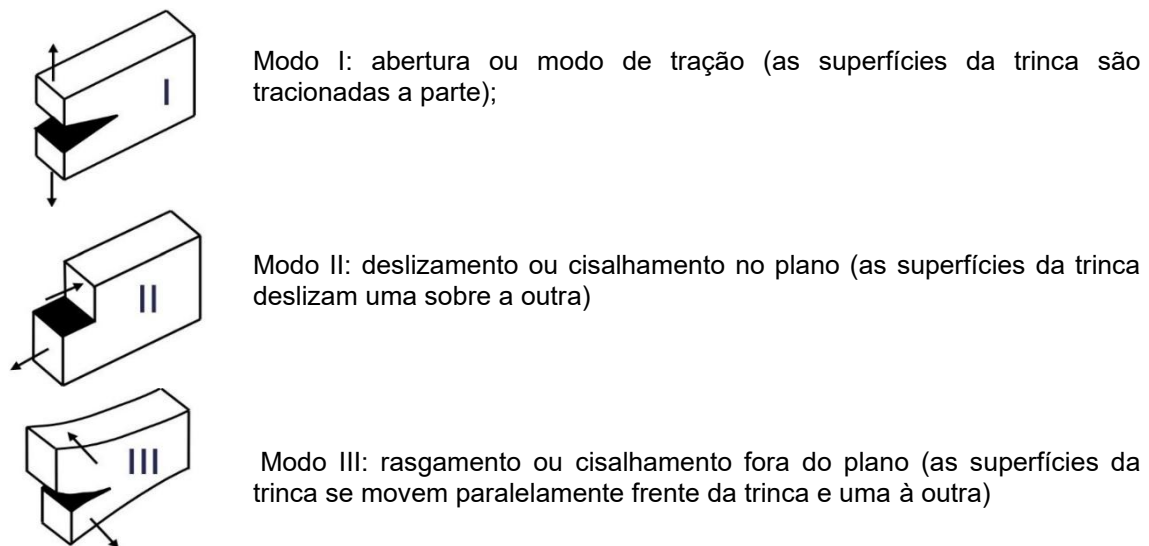 I
Modo I: abertura ou modo de tração (as superfícies da trinca são
tracionadas a parte);
II
Modo II: deslizamento ou cisalhamento no plano (as superfícies da trinca
deslizam uma sobre a outra)
III
Modo III: rasgamento ou cisalhamento fora do plano (as superfícies da
trinca se movem paralelamente frente da trinca e uma à outra)